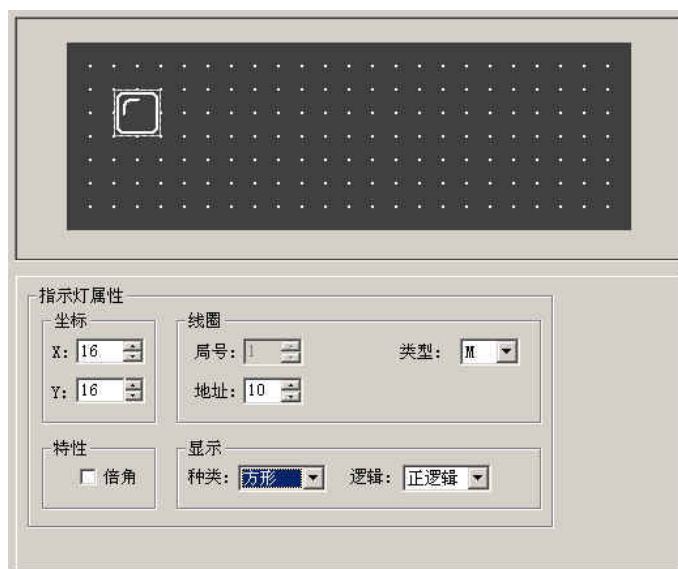 指示灯属性
坐标
线圈
X: 16
局号: 1
类型: M
Y: 16
地址: 10
特性
显示
倍角
种类: 方形
逻辑: 正逻辑